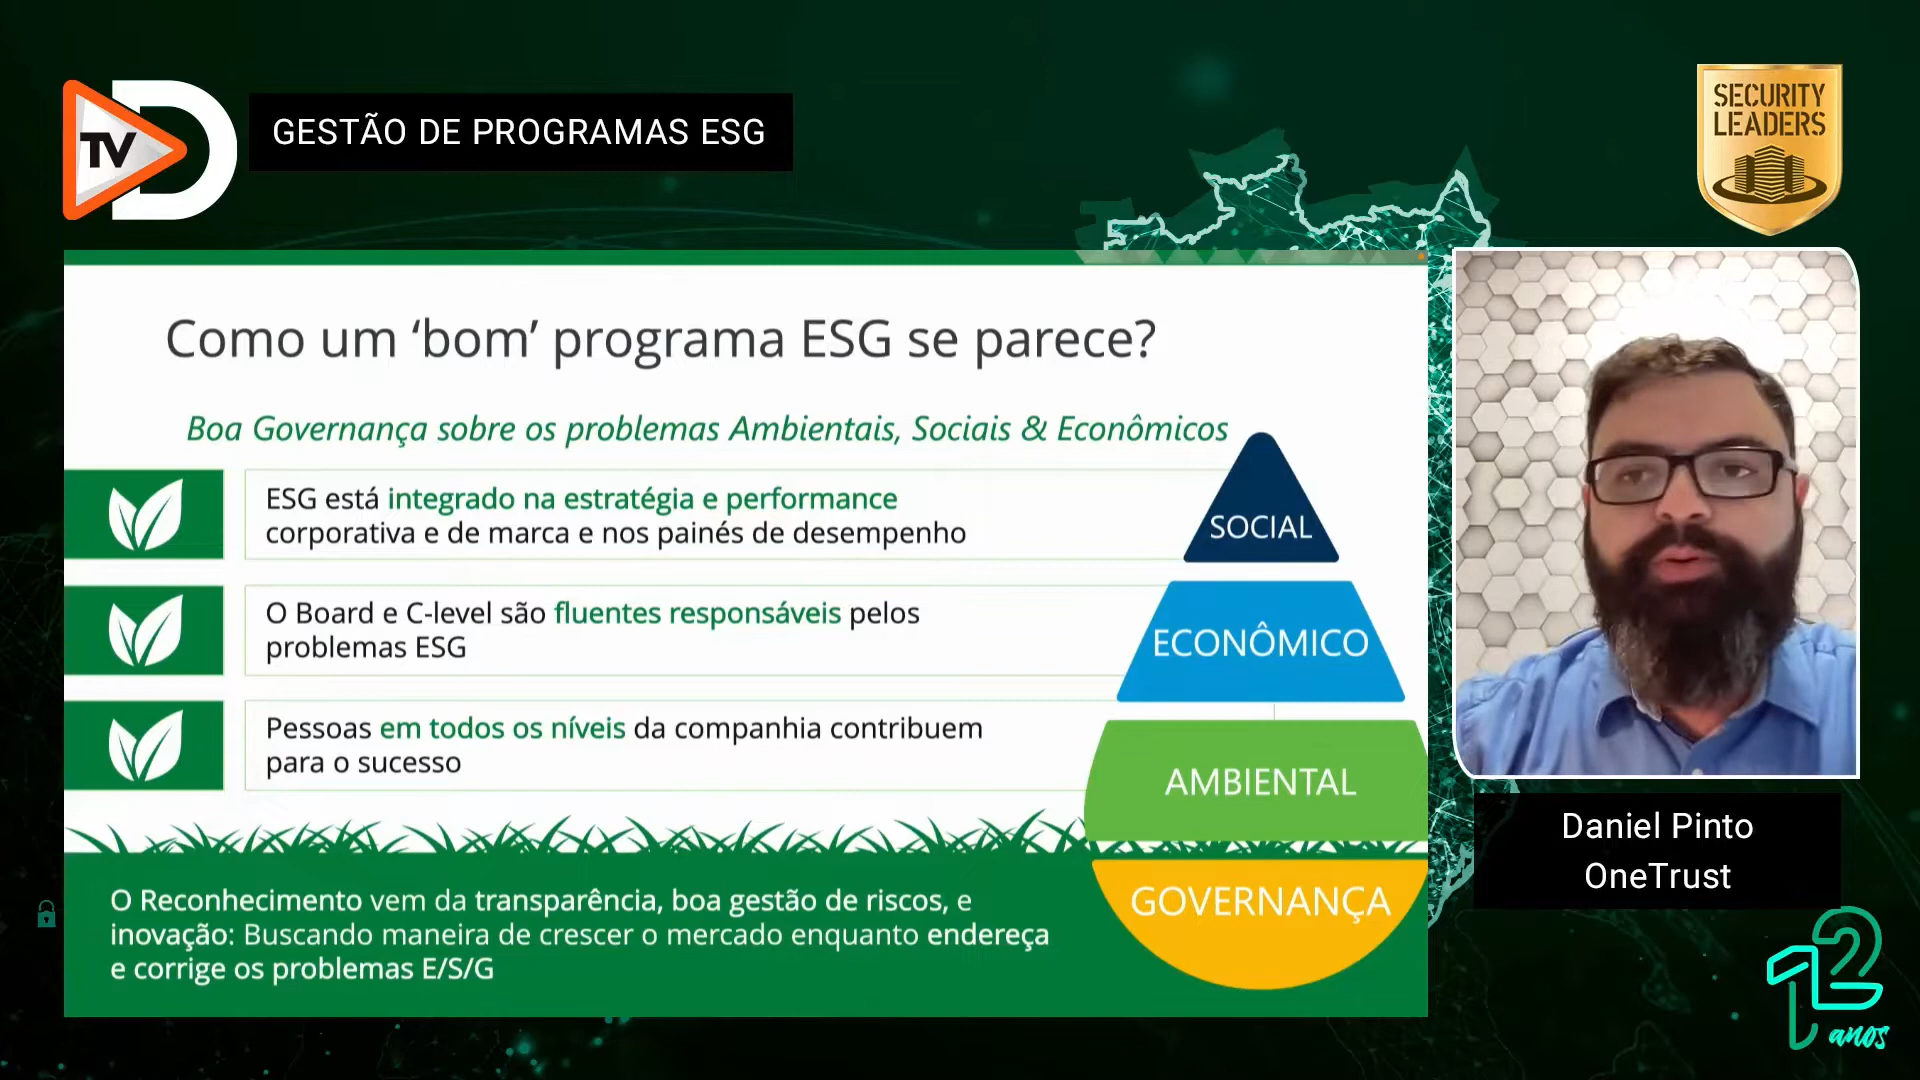 TV D
GESTÃO DE PROGRAMAS ESG
SECURITY
LEADERS
Como um ‘bom’ programa ESG se parece?
Boa Governança sobre os problemas Ambientais, Sociais & Econômicos
ESG está integrado na estratégia e performance
corporativa e de marca e nos painés de desempenho
O Board e C-level são fluentes responsáveis pelos
problemas ESG
Pessoas em todos os níveis da companhia contribuem
para o sucesso
SOCIAL
ECONÔMICO
AMBIENTAL
GOVERNANÇA
O Reconhecimento vem da transparência, boa gestão de riscos, e
inovação: Buscando maneira de crescer o mercado enquanto endereça
e corrige os problemas E/S/G
Daniel Pinto
OneTrust
12
anos